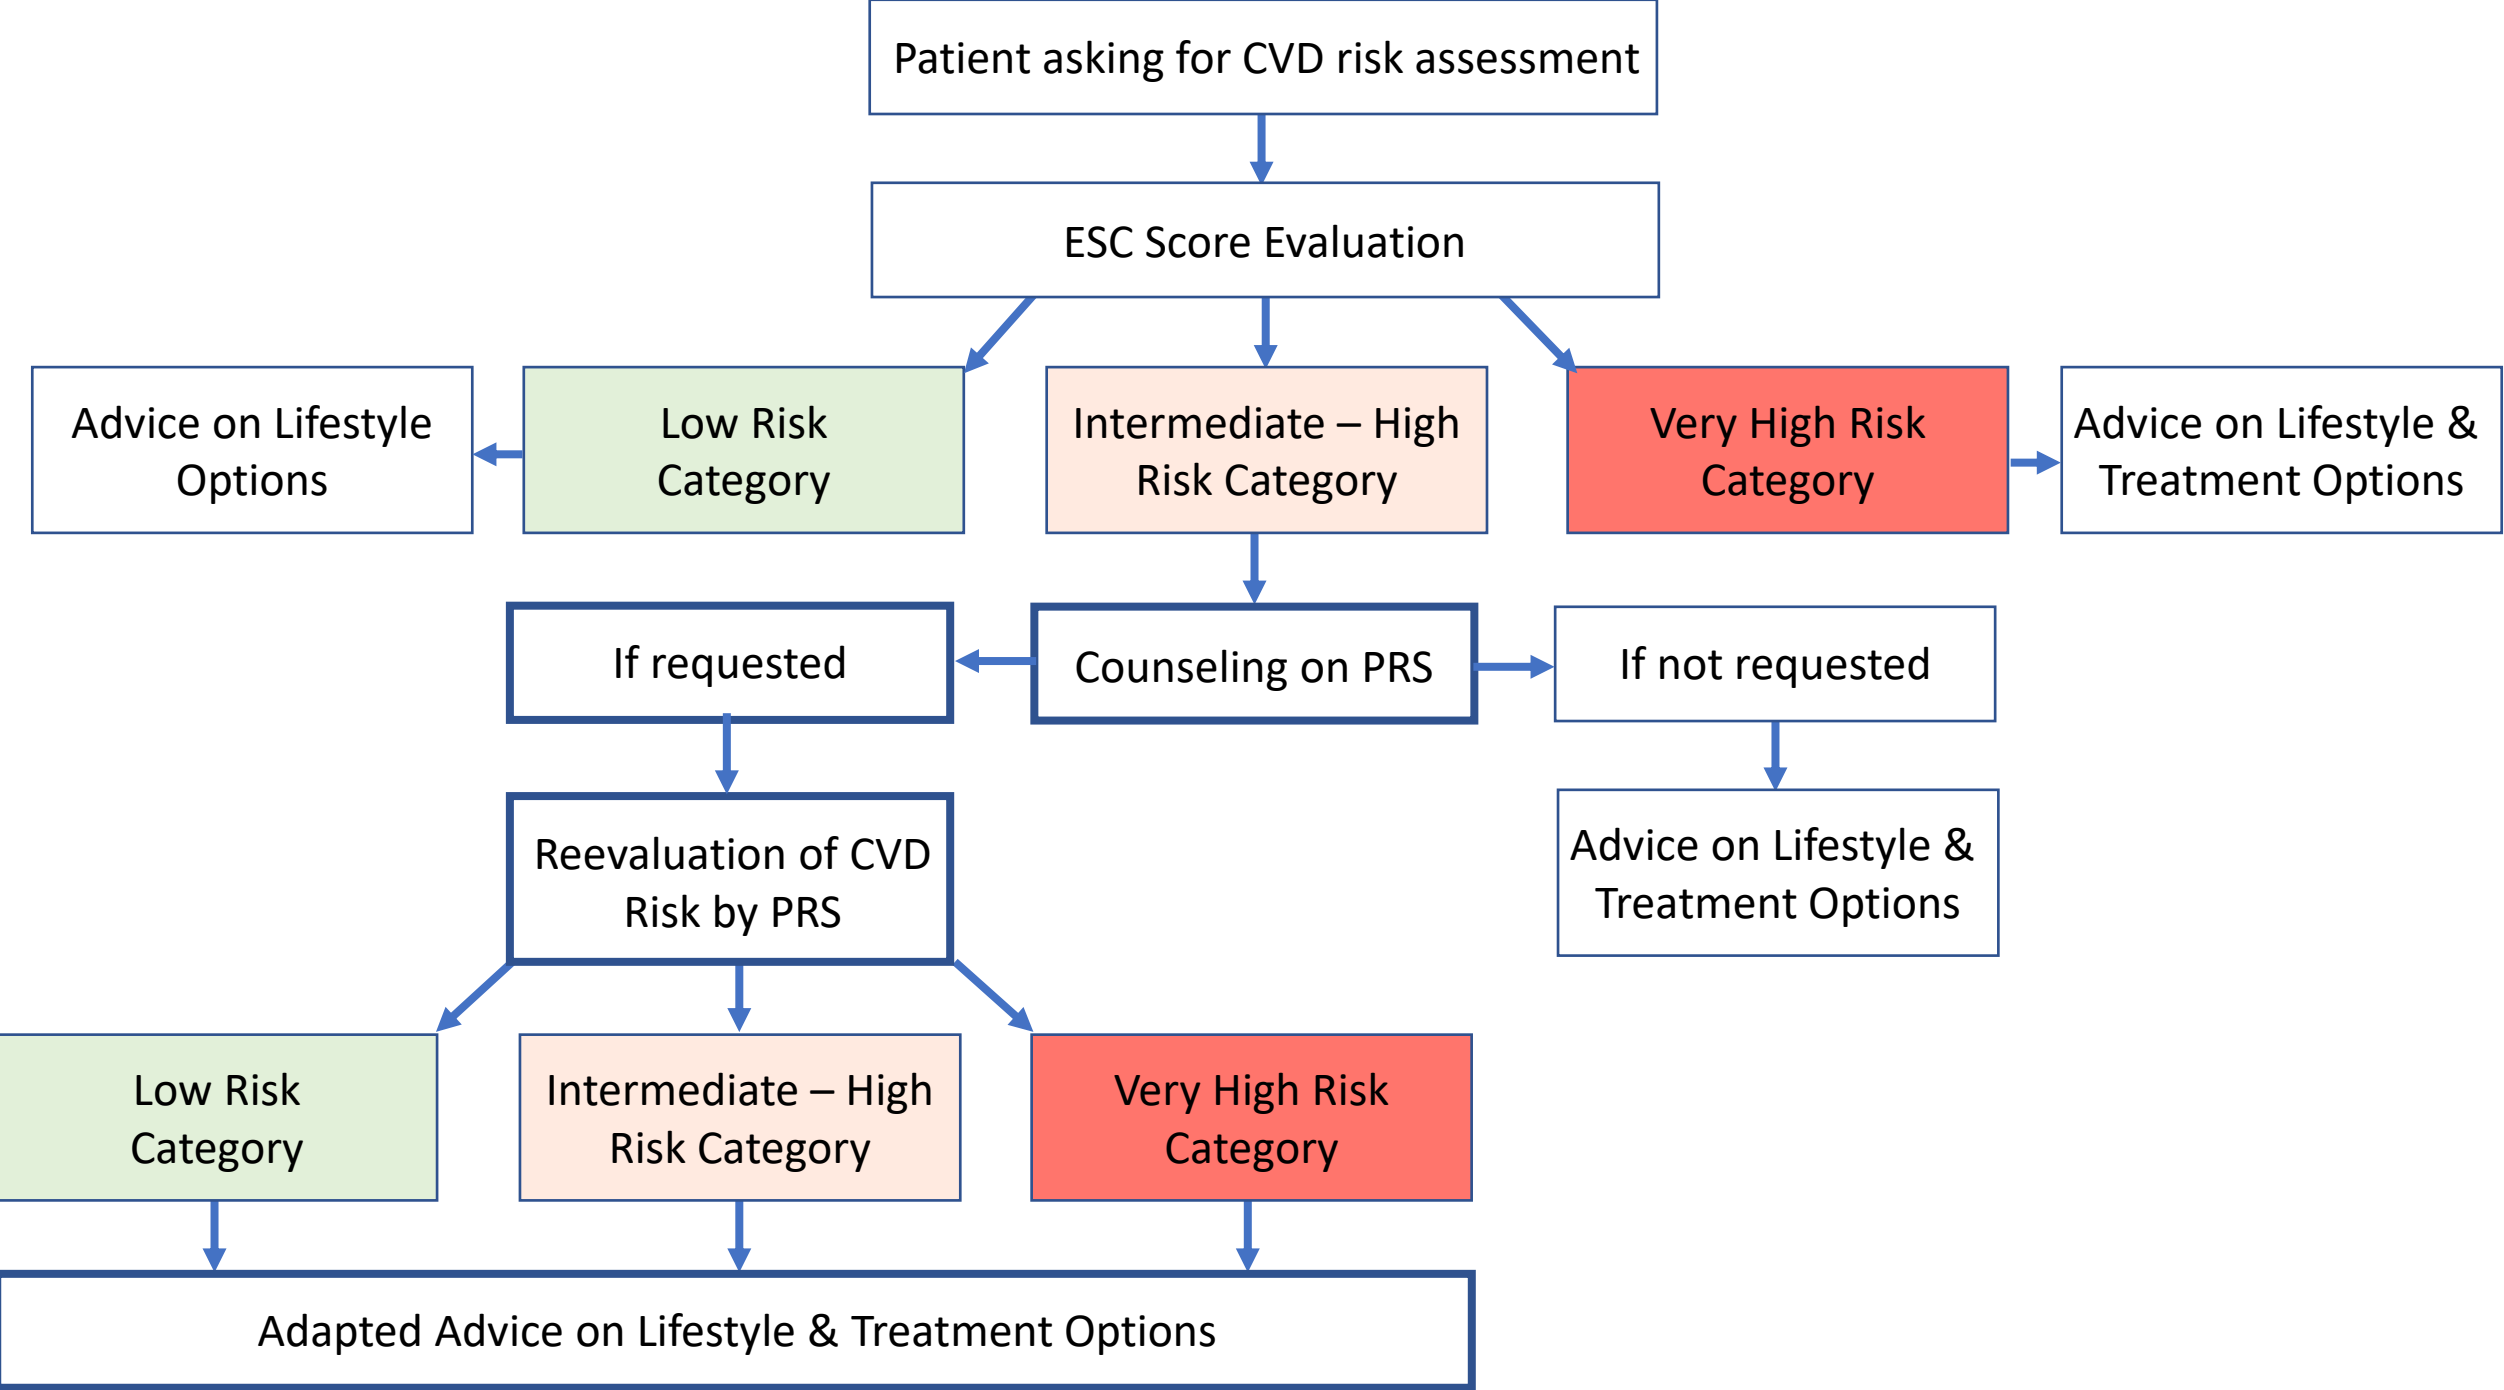 Patient asking for CVD risk assessment
ESC Score Evaluation
Advice on Lifestyle
Options
Low Risk
Category
Intermediate – High
Risk Category
Very High Risk
Category
Advice on Lifestyle &
Treatment Options
If requested
Counseling on PRS
If not requested
Reevaluation of CVD
Risk by PRS
Advice on Lifestyle &
Treatment Options
Low Risk
Category
Intermediate – High
Risk Category
Very High Risk
Category
Adapted Advice on Lifestyle & Treatment Options